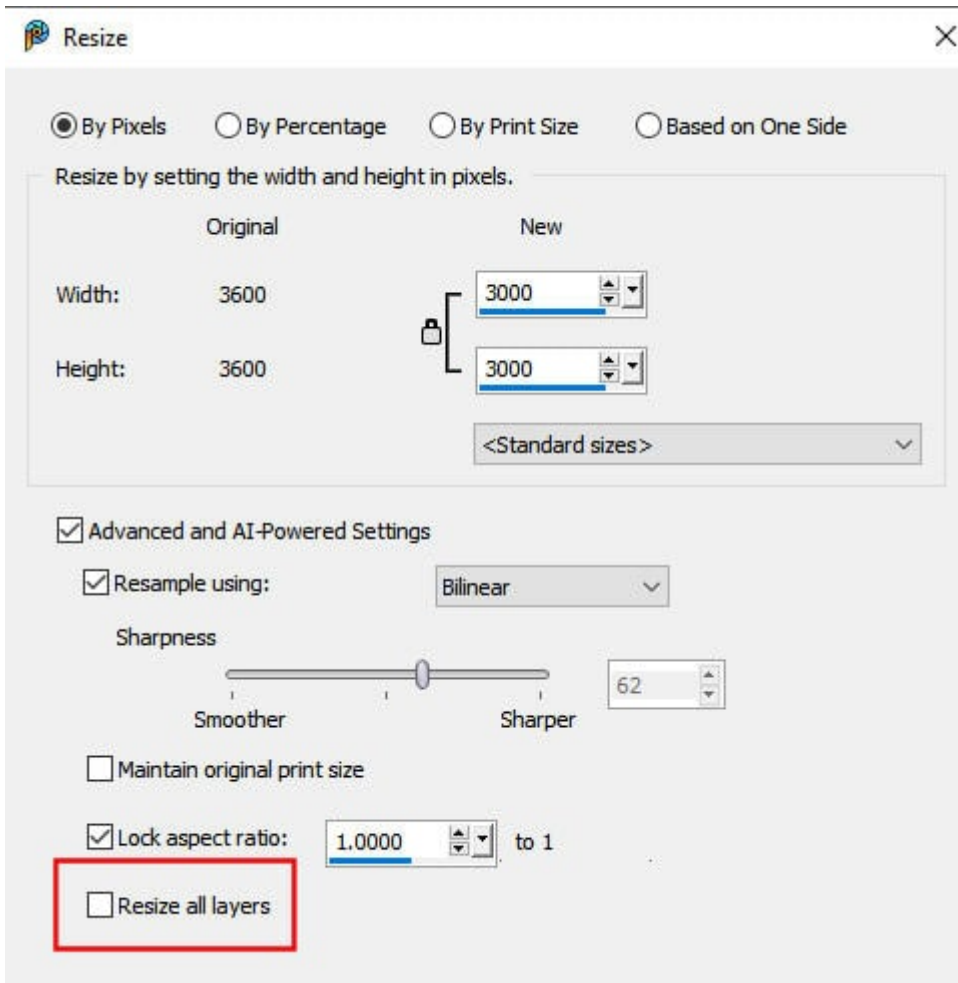 Resize
By Pixels By Percentage By Print Size Based on One Side
Resize by setting the width and height in pixels.
Original New
Width: 3600 3000
Height: 3600 3000
<Standard sizes>
Advanced and AI-Powered Settings
Resample using: Bilinear
Sharpness
62
Smoother Sharper
Maintain original print size
Lock aspect ratio: 1.0000 to 1
Resize all layers